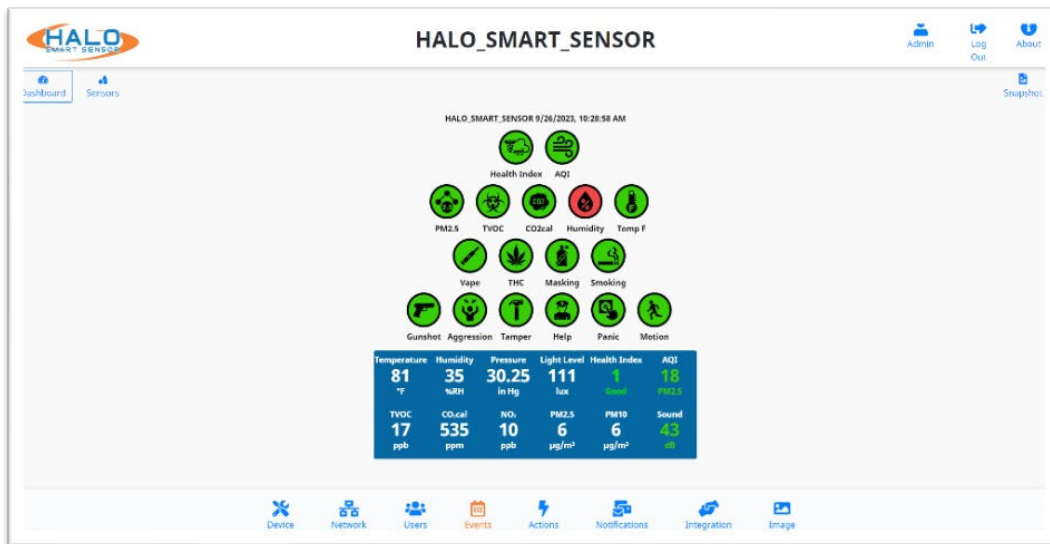 HALO
SMART SENSOR
HALO_SMART_SENSOR
Admin
Log
Out
About
Dashboard
Sensors
Snapshot
HALO_SMART_SENSOR 9/26/2023, 10:28:58 AM
Health Index AQI
2.5
CO2
%
F
PM2.5 TVOC CO2cal Humidity Temp F
Vape THC Masking Smoking
Gunshot Aggression Tamper Help Panic Motion
Temperature Humidity Pressure Light Level Health Index AQI
81 35 30.25 111 1 18
°F %RH in Hg lux Good PM2.5
TVOC CO₂cal NO₂ PM2.5 PM10 Sound
17 535 10 6 6 43
ppb ppm ppb µg/m³ µg/m³ dB
Device Network Users Events Actions Notifications Integration Image